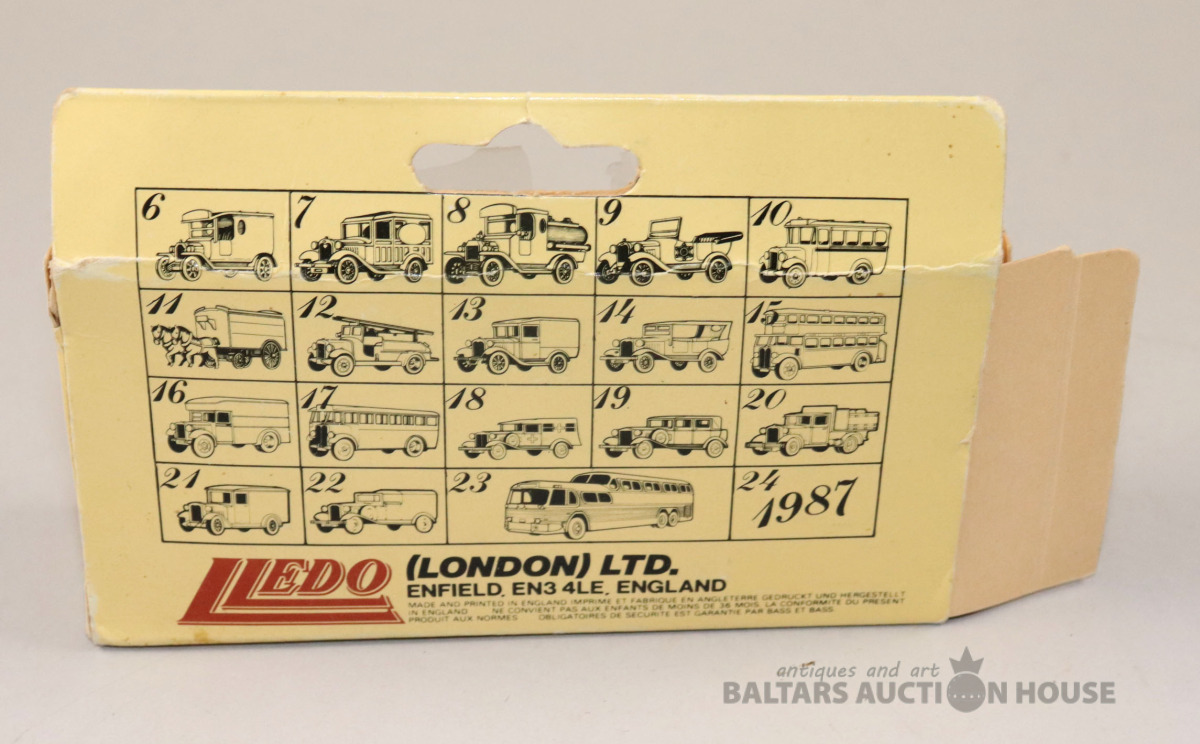 6 7 8 9 10
11 12 13 14 15
16 17 18 19 20
21 22 23 24 1987
LLEDO (LONDON) LTD.
ENFIELD, EN3 4LE, ENGLAND
MADE AND PRINTED IN ENGLAND IMPRIME ET FABRIQUE EN ANGLETERRE GEDRUCKT UND HERGESTELLT
IN ENGLAND NE CONVIENT PAS AUX ENFANTS DE MOINS DE 36 MOIS. LA CONFORMITE DU PRESENT
PRODUIT AUX NORMES OBLIGATOIRES DE SECURITE EST GARANTIE PAR BASS ET BASS.
antiques and art
BALTARS AUCTION HOUSE